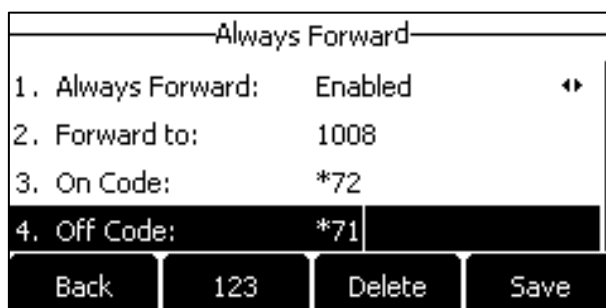 Always Forward
1. Always Forward: Enabled
2. Forward to: 1008
3. On Code: *72
4. Off Code: *71
Back 123 Delete Save